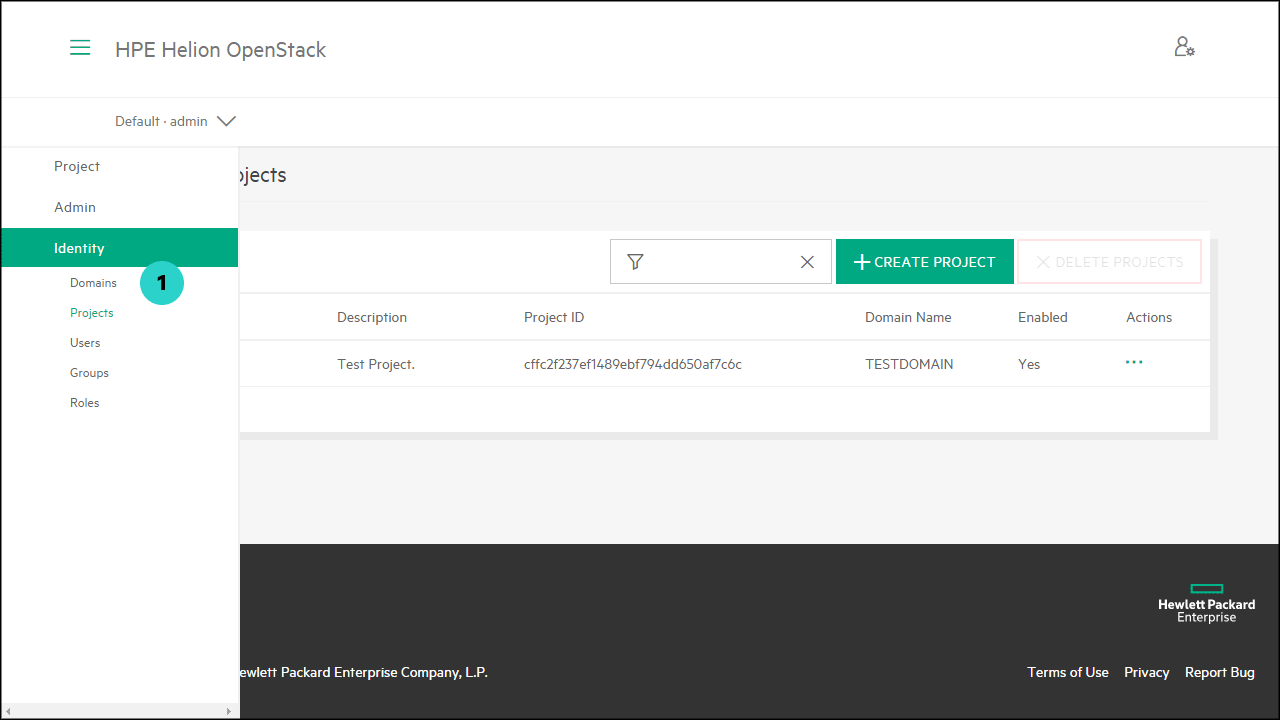 HPE Helion OpenStack
Default · admin
Project
Admin
Identity
Domains
1
Projects
Users
Groups
Roles
ojects
CREATE PROJECT
DELETE PROJECTS
Description Project ID Domain Name Enabled Actions
Test Project. cffc2f237ef1489ebf794dd650af7c6c TESTDOMAIN Yes
Hewlett Packard
Enterprise
ewlett Packard Enterprise Company, L.P.
Terms of Use Privacy Report Bug